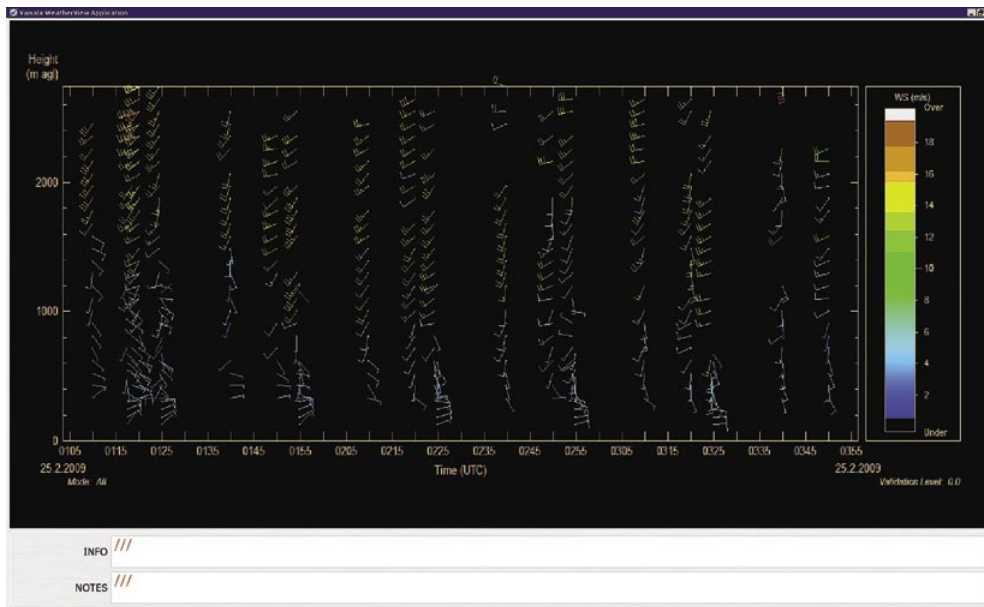 Vaisala WeatherView Application
Height
(m agl)
WS (m/s)
Over
18
16
14
12
10
8
6
4
2
Under
2000
1000
0
0105 0115 0125 0135 0145 0155 0205 0215 0225 0235 0245 0255 0305 0315 0325 0335 0345 0355
25.2.2009 Time (UTC) 25.2.2009
Mode: All Validation Level: 0.0
INFO ///
NOTES ///